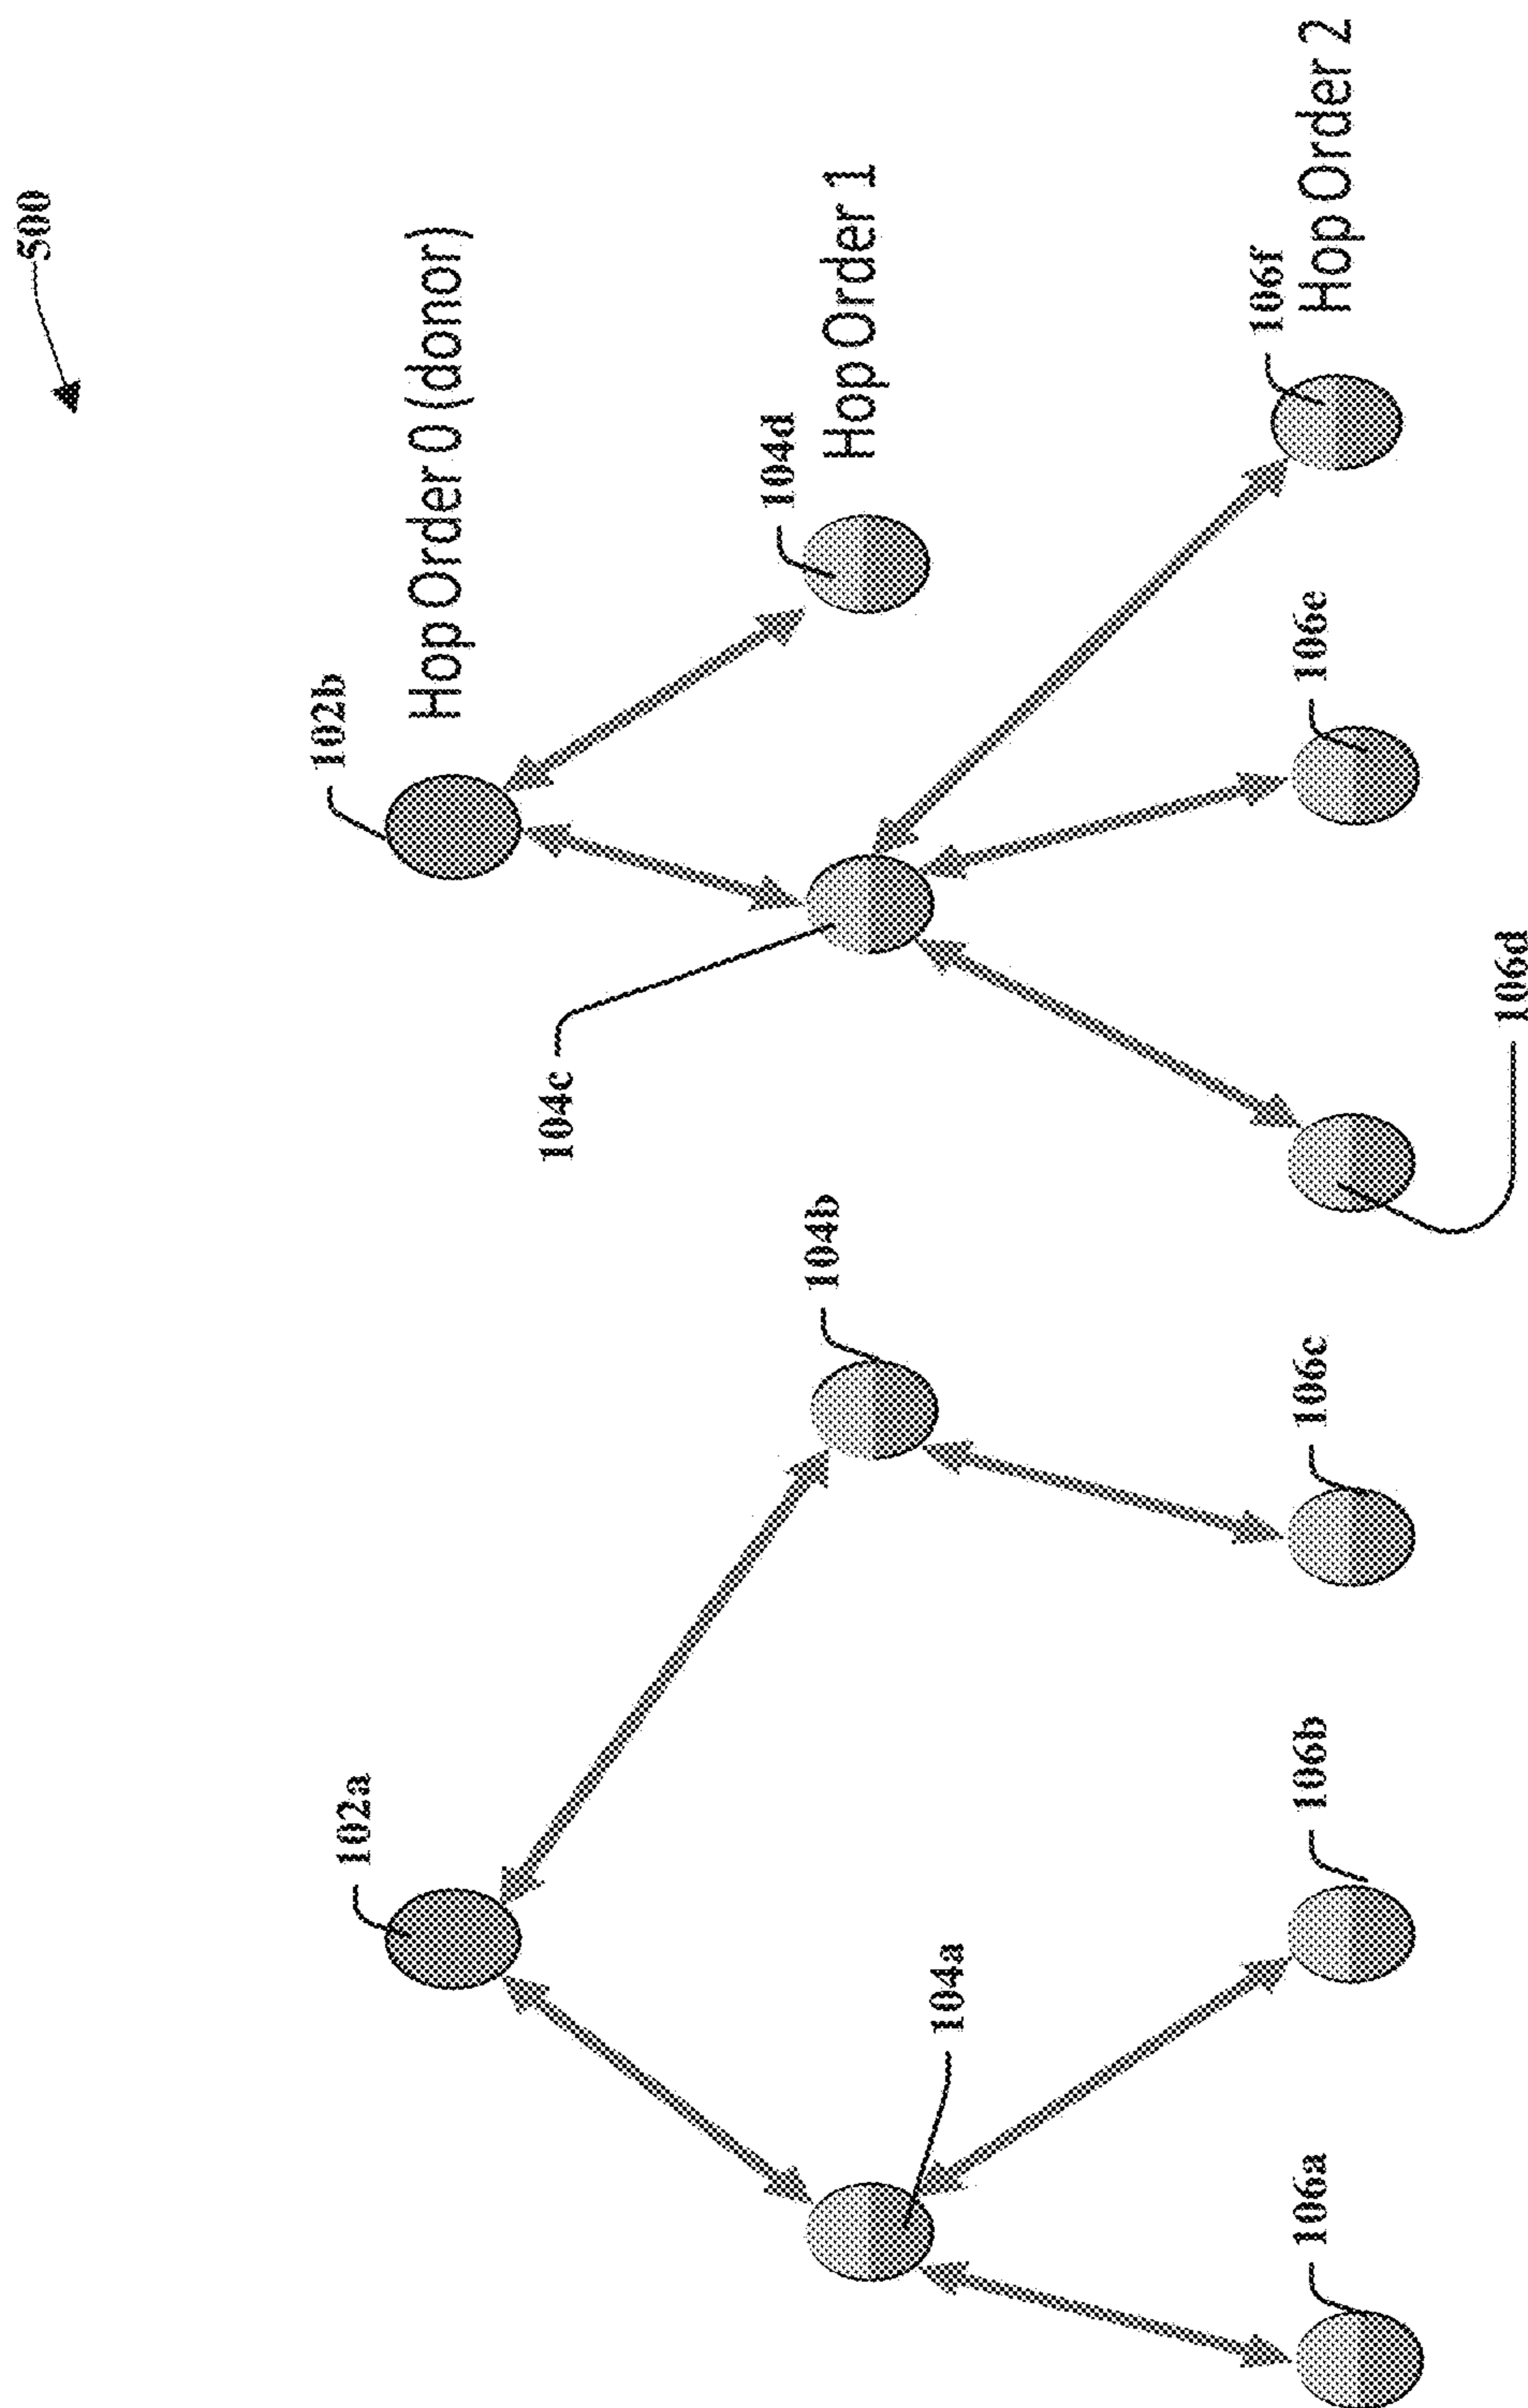 500
102a
102b
Hop Order 0 (donor)
104a
104b
104c
104d
Hop Order 1
106a
106b
106c
106d
106e
106f
Hop Order 2